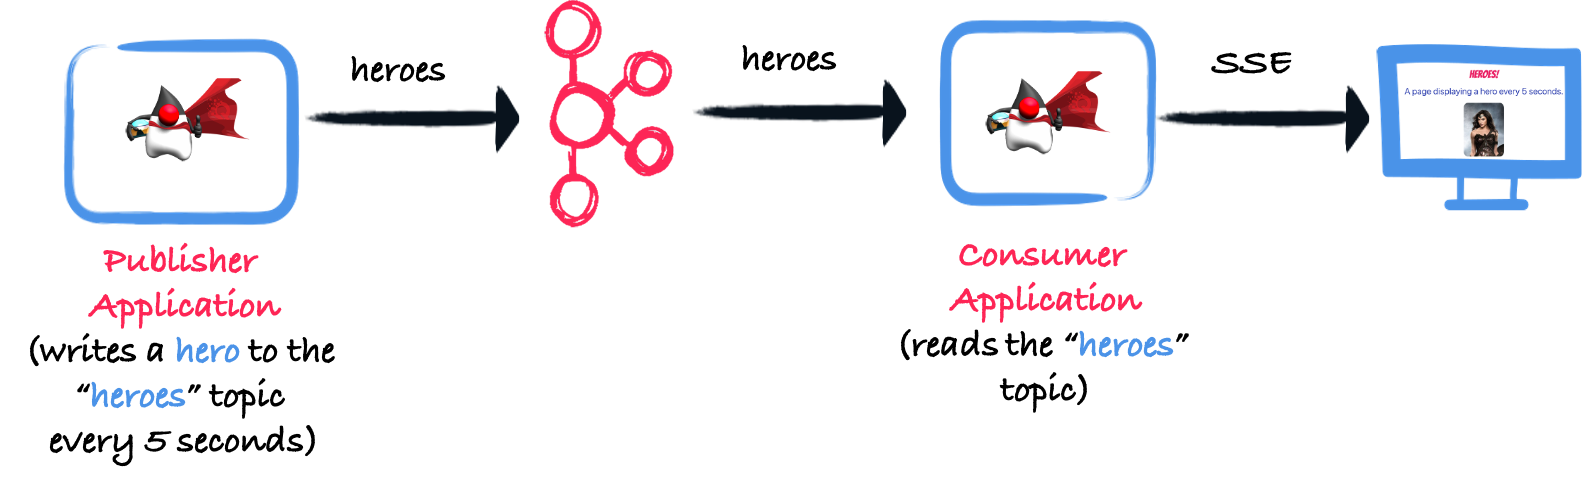 heroes
heroes
SSE
HEROES!
A page displaying a hero every 5 seconds.
Publisher
Application
(writes a hero to the
“heroes” topic
every 5 seconds)
Consumer
Application
(reads the “heroes”
topic)